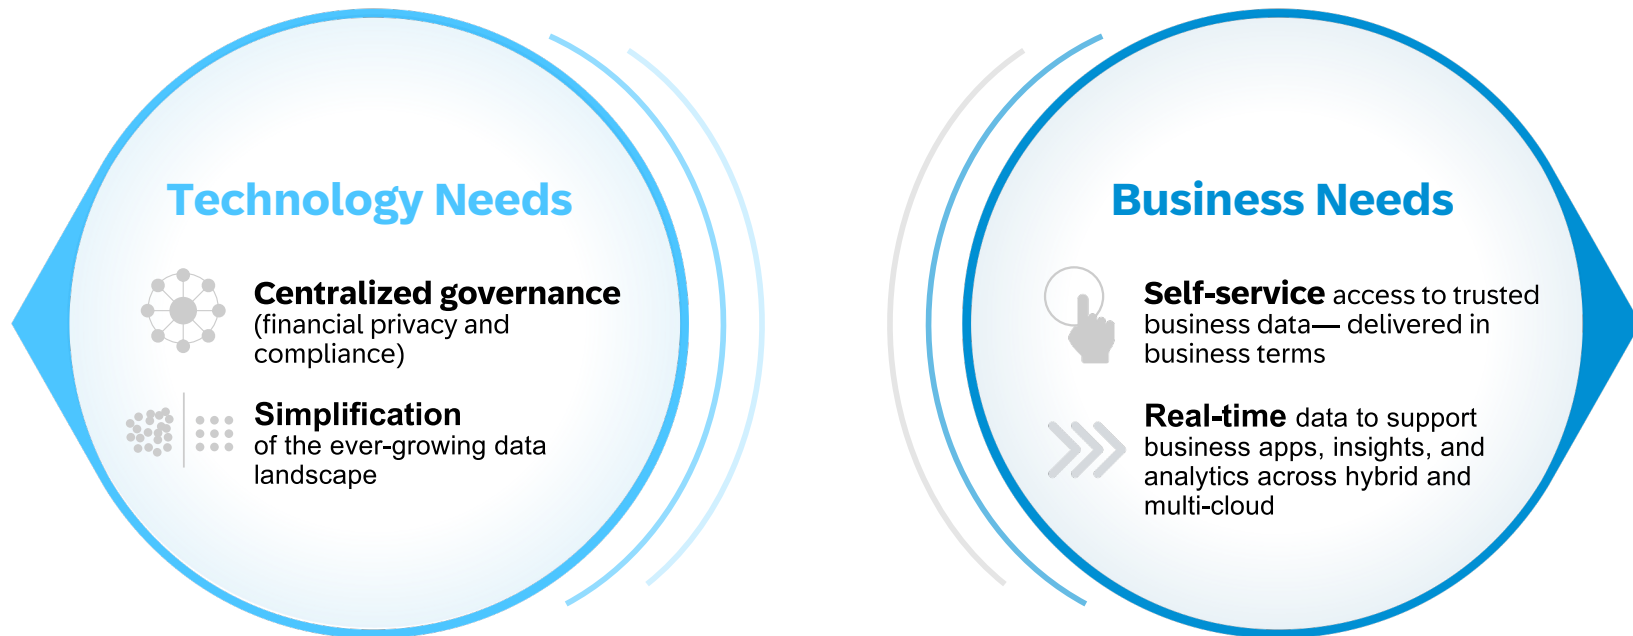 Technology Needs
Centralized governance
(financial privacy and
compliance)
Simplification
of the ever-growing data
landscape
Business Needs
Self-service access to trusted
business data— delivered in
business terms
Real-time data to support
business apps, insights, and
analytics across hybrid and
multi-cloud